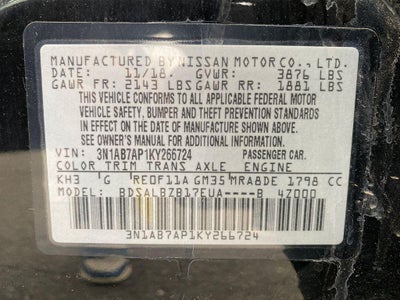 MANUFACTURED BY NISSAN MOTOR CO., LTD.
DATE: 11/18 GVWR: 3876 LBS
GAWR FR: 2143 LBS GAWR RR: 1881 LBS
THIS VEHICLE CONFORMS TO ALL APPLICABLE FEDERAL MOTOR
VEHICLE SAFETY, BUMPER AND THEFT PREVENTION STANDARDS
IN EFFECT ON THE DATE OF MANUFACTURE SHOWN ABOVE.
SEE OWNER'S MANUAL FOR ADDITIONAL INFORMATION.
VIN: 3N1AB7AP1KY266724 PASSENGER CAR.
COLOR TRIM TRANS AXLE ENGINE
KH3 G RE0F11A GM35 MRA8DE 1798 CC
MODEL: BDSALBZB17EUA----B 4Z000
3N1AB7AP1KY266724